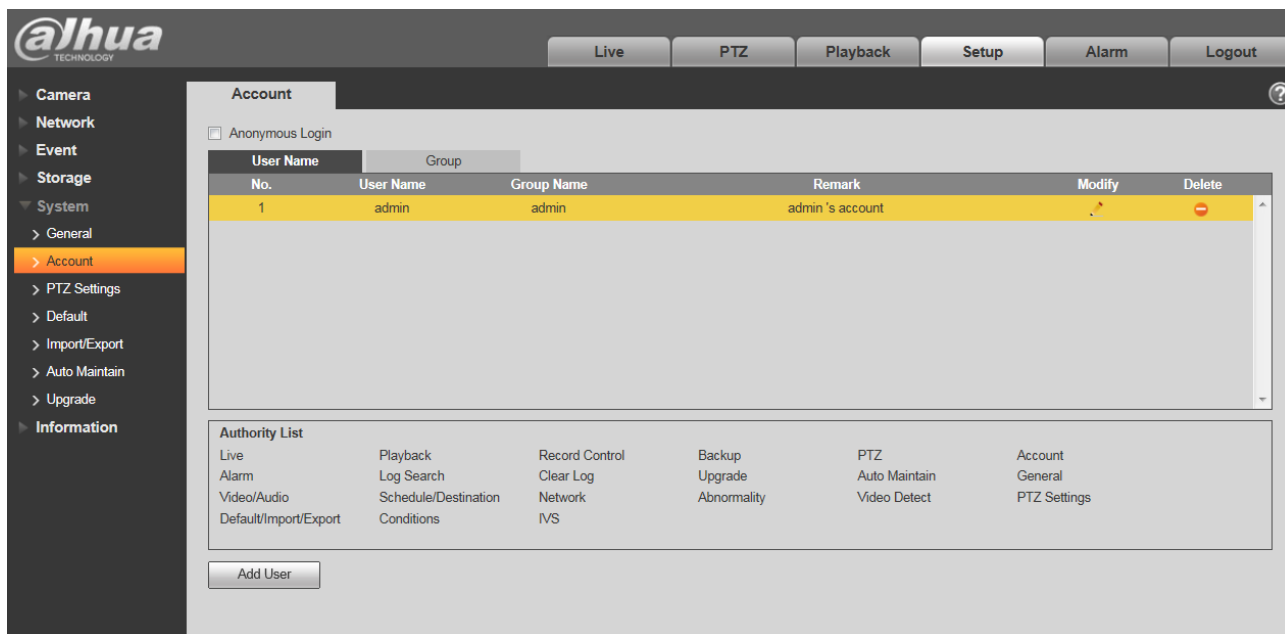 alhua
TECHNOLOGY
Live PTZ Playback Setup Alarm Logout
Camera
Network
Event
Storage
System
General
Account
PTZ Settings
Default
Import/Export
Auto Maintain
Upgrade
Information
Account
?
Anonymous Login
User Name Group
No. User Name Group Name Remark Modify Delete
1 admin admin admin 's account
Authority List
Live Playback Record Control Backup PTZ Account
Alarm Log Search Clear Log Upgrade Auto Maintain General
Video/Audio Schedule/Destination Network Abnormality Video Detect PTZ Settings
Default/Import/Export Conditions IVS
Add User